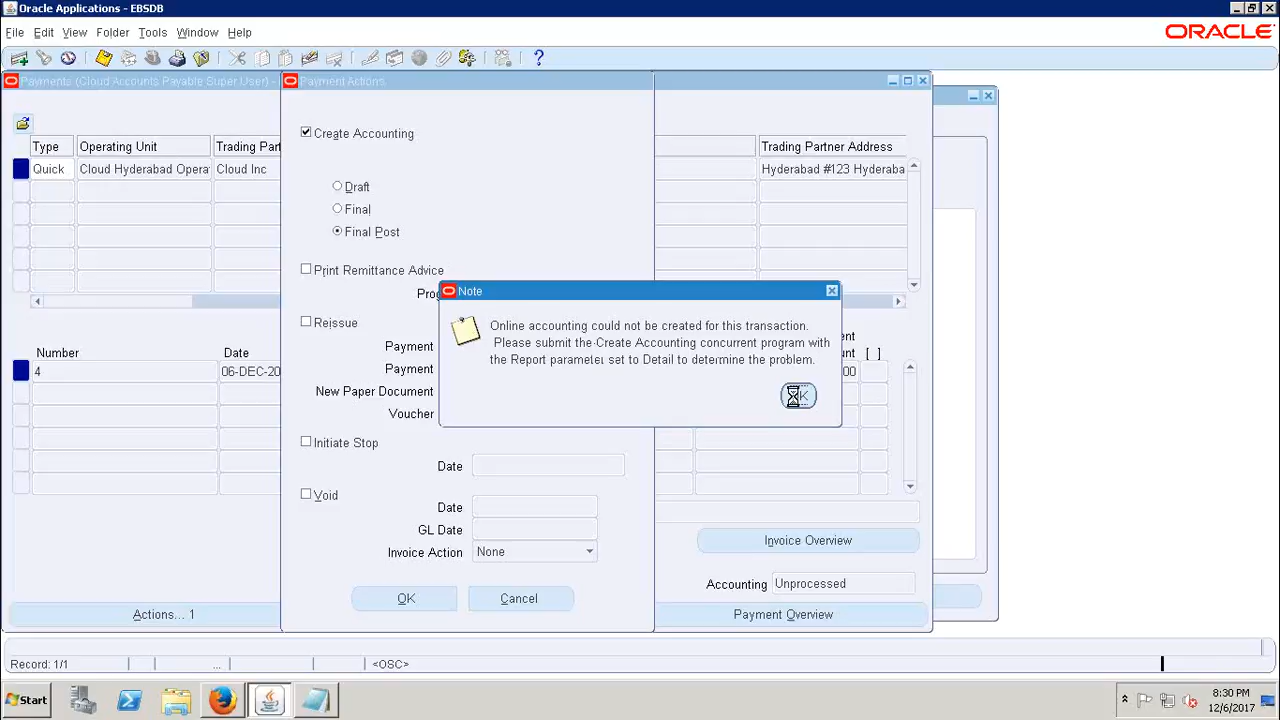 Oracle Applications - EBSDB
File Edit View Folder Tools Window Help
ORACLE
Payments (Cloud Accounts Payable Super User) -
Payment Actions
Type Operating Unit Trading Par Trading Partner Address
Quick Cloud Hyderabad Opera Cloud Inc Hyderabad #123 Hyderaba
Create Accounting
Draft
Final
Final Post
Print Remittance Advice
Prog
Reissue
Payment
Payment
New Paper Document
Voucher
Initiate Stop
Date
Void
Date
GL Date
Invoice Action None
OK Cancel
Note
Online accounting could not be created for this transaction.
Please submit the Create Accounting concurrent program with
the Report parameter set to Detail to determine the problem.
Number Date unt [ ]
4 06-DEC-20 00
Invoice Overview
Accounting Unprocessed
Actions... 1 Payment Overview
Record: 1/1 ... <OSC>
Start 8:30 PM
12/6/2017